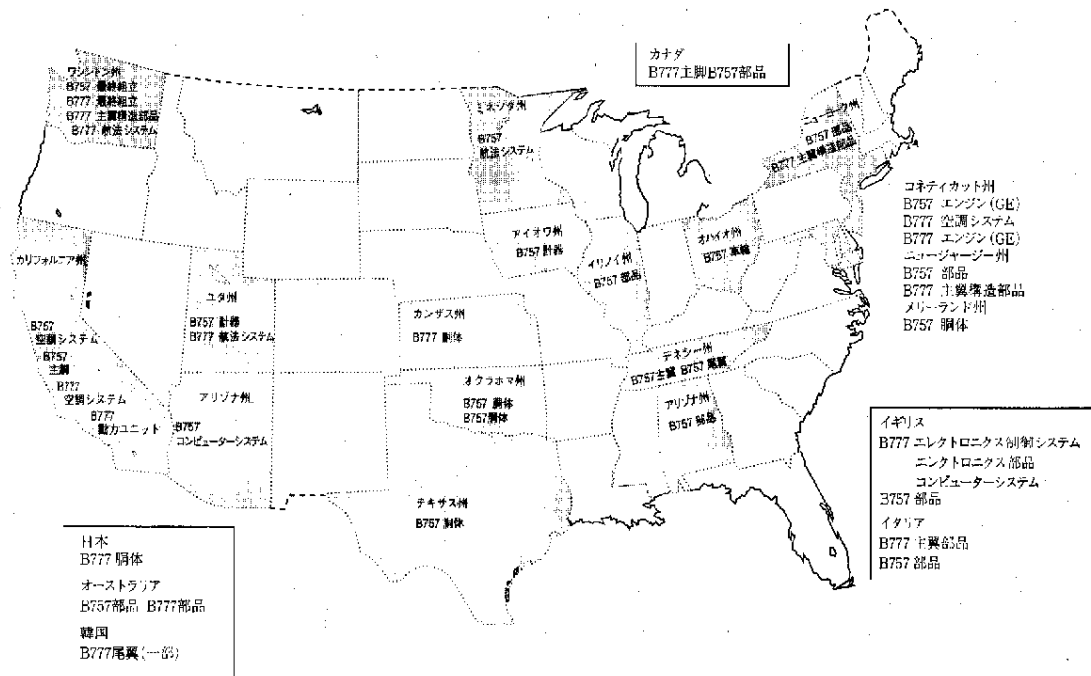 カナダ
B777主脚B757部品
ワシントン州
B757 最終組立
B777 最終組立
B777 主翼構造部品
B777 航法システム
ミネソタ州
B757
航法システム
ニューヨーク州
B757 部品
B777 主翼構造部品
コネティカット州
B757 エンジン(GE)
B777 空調システム
B777 エンジン(GE)
ニュージャージー州
B757 部品
B777 主翼構造部品
メリーランド州
B757 胴体
アイオワ州
B757 計器
イリノイ州
B757 部品
オハイオ州
B757 車輪
カリフォルニア州
B757
空調システム
B757
主脚
B777
空調システム
B777
動力ユニット
ユタ州
B757 計器
B777 航法システム
カンザス州
B777 胴体
テネシー州
B757主翼 B757 尾翼
アリゾナ州
B757
コンピューターシステム
オクラホマ州
B757 胴体
B757胴体
アリゾナ州
B757 部品
テキサス州
B757 胴体
イギリス
B777 エレクトロニクス制御システム
エンクトロニクス部品
コンピューターシステム
B757 部品
イタリア
B777 主翼部品
B757 部品
日本
B777 胴体
オーストラリア
B757部品 B777部品
韓国
B777尾翼(一部)